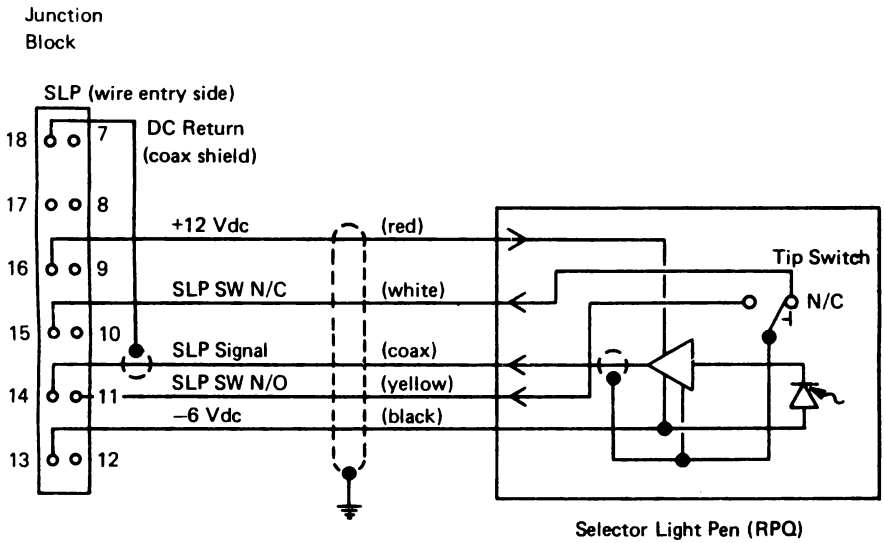 Junction
Block
SLP (wire entry side)
18 7 DC Return
(coax shield)
17 8
+12 Vdc (red)
16 9 Tip Switch
SLP SW N/C (white) N/C
15 10
SLP Signal (coax)
14 11 SLP SW N/O (yellow)
−6 Vdc (black)
13 12
Selector Light Pen (RPQ)